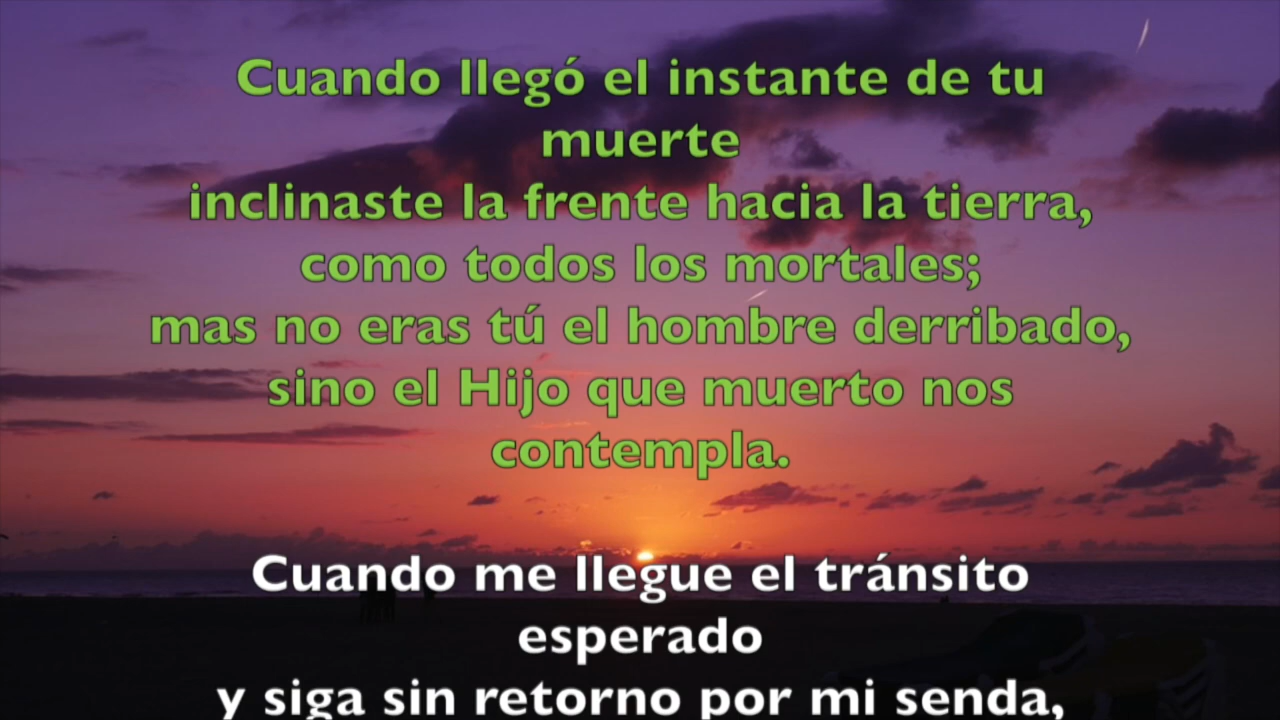 Cuando llegó el instante de tu
muerte
inclinaste la frente hacia la tierra,
como todos los mortales;
mas no eras tú el hombre derribado,
sino el Hijo que muerto nos
contempla.
Cuando me llegue el tránsito
esperado
y siga sin retorno por mi senda,